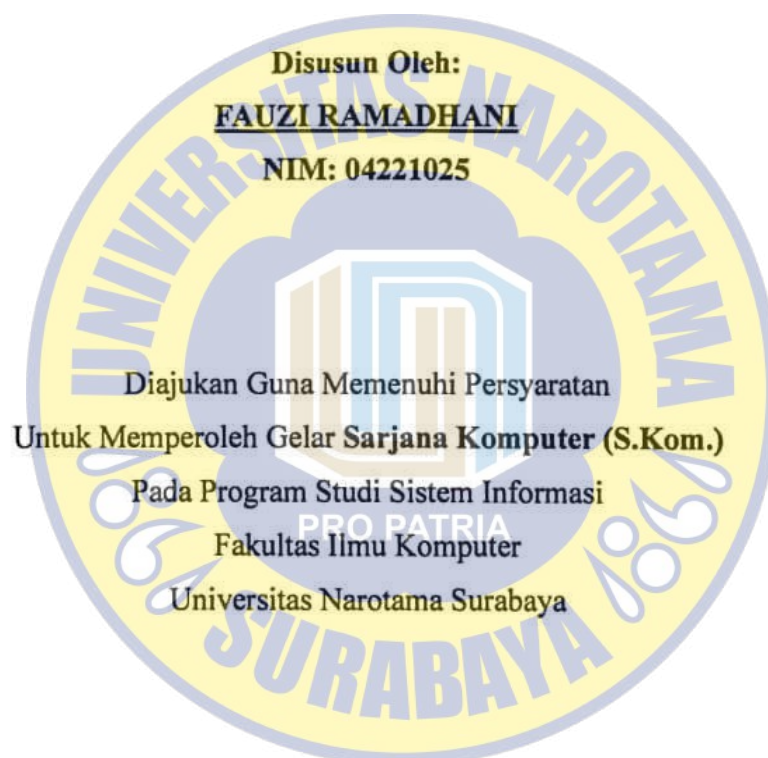 Disusun Oleh:
FAUZI RAMADHANI
NIM: 04221025
UNIVERSITAS NAROTAMA
Diajukan Guna Memenuhi Persyaratan
Untuk Memperoleh Gelar Sarjana Komputer (S.Kom.)
Pada Program Studi Sistem Informasi
PRO PATRIA
Fakultas Ilmu Komputer
Universitas Narotama Surabaya
SURABAYA